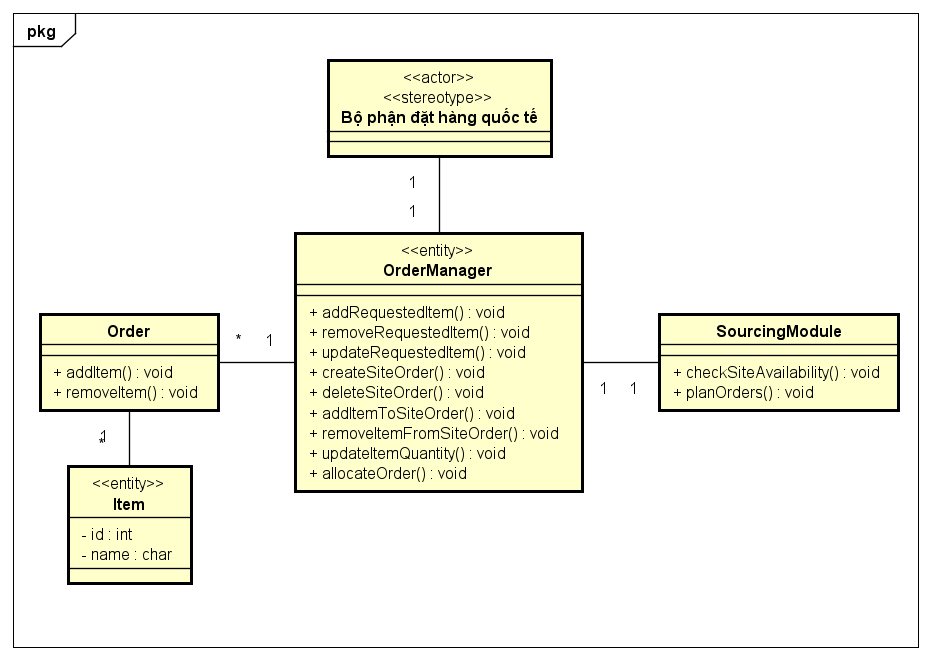 pkg
<<actor>>
<<stereotype>>
Bộ phận đặt hàng quốc tế
1
1
<<entity>>
OrderManager
+ addRequestedItem() : void
+ removeRequestedItem() : void
+ updateRequestedItem() : void
+ createSiteOrder() : void
+ deleteSiteOrder() : void
+ addItemToSiteOrder() : void
+ removeItemFromSiteOrder() : void
+ updateItemQuantity() : void
+ allocateOrder() : void
Order
+ addItem() : void
+ removeItem() : void
* 1
SourcingModule
+ checkSiteAvailability() : void
+ planOrders() : void
1 1
1
*
<<entity>>
Item
- id : int
- name : char